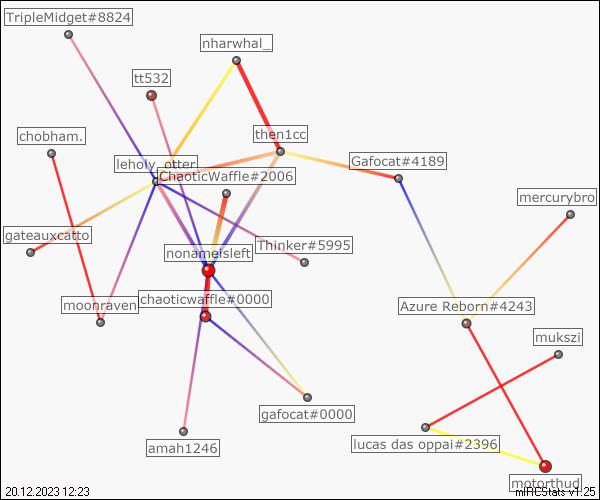 TripleMidget#8824
nharwhal_
tt532
then1cc
chobham.
leholy_otter
Gafocat#4189
ChaoticWaffle#2006
mercurybro
gateauxcatto
Thinker#5995
nonameisleft
chaoticwaffle#0000
moonraven
Azure Reborn#4243
mukszi
gafocat#0000
amah1246
lucas das oppai#2396
motorthud
20.12.2023 12:23
mIRCStats v1.25